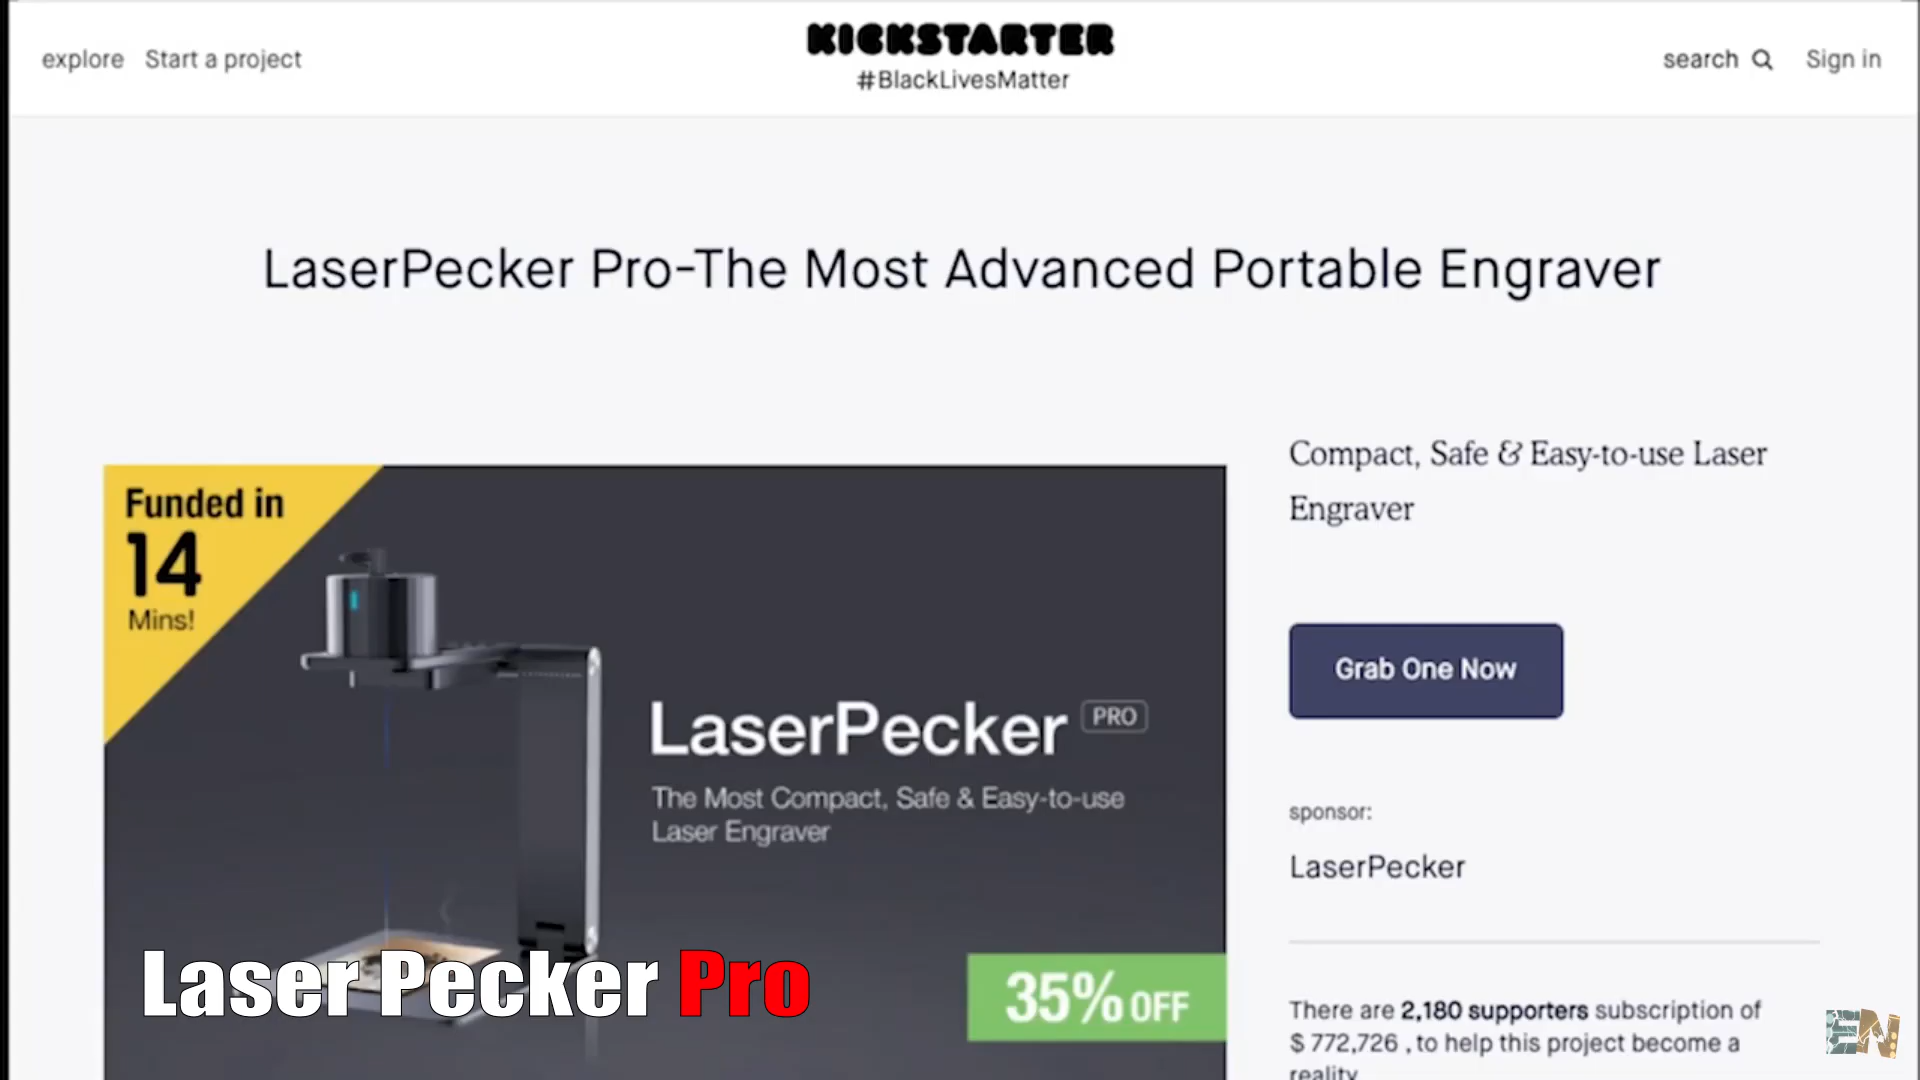 explore Start a project
KICKSTARTER
#BlackLivesMatter
search Sign in
LaserPecker Pro-The Most Advanced Portable Engraver
Funded in
14
Mins!
LaserPecker PRO
The Most Compact, Safe & Easy-to-use
Laser Engraver
35% OFF
Laser Pecker Pro
Compact, Safe & Easy-to-use Laser
Engraver
Grab One Now
sponsor:
LaserPecker
There are 2,180 supporters subscription of
$ 772,726 , to help this project become a
reality
EN